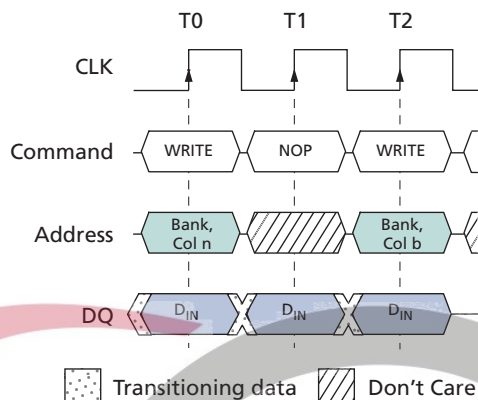 T0 T1 T2
CLK
Command WRITE NOP WRITE
Address Bank, Col n Bank, Col b
DQ DIN DIN DIN
Transitioning data Don't Care